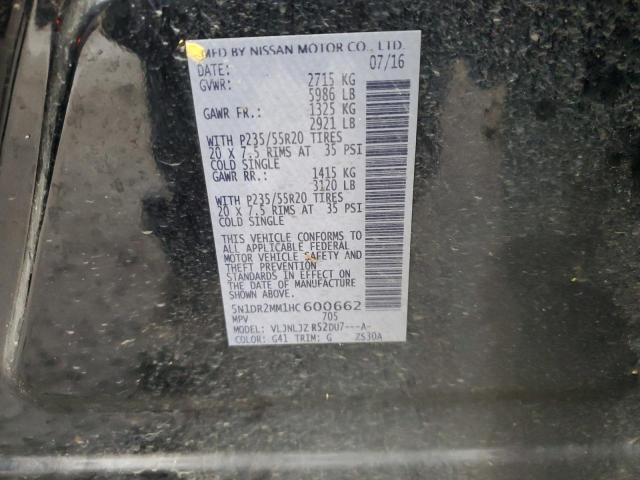 MFD BY NISSAN MOTOR CO., LTD.
DATE: 07/16
GVWR: 2715 KG
5986 LB
GAWR FR.: 1325 KG
2921 LB
WITH P235/55R20 TIRES
20 X 7.5 RIMS AT 35 PSI
COLD SINGLE
GAWR RR.: 1415 KG
3120 LB
WITH P235/55R20 TIRES
20 X 7.5 RIMS AT 35 PSI
COLD SINGLE
THIS VEHICLE CONFORMS TO
ALL APPLICABLE FEDERAL
MOTOR VEHICLE SAFETY AND
THEFT PREVENTION
STANDARDS IN EFFECT ON
THE DATE OF MANUFACTURE
SHOWN ABOVE.
5N1DR2MM1HC600662
MPV 705
MODEL: VLJNLJZ R52DU7---A-
COLOR: G41 TRIM: G ZS30A